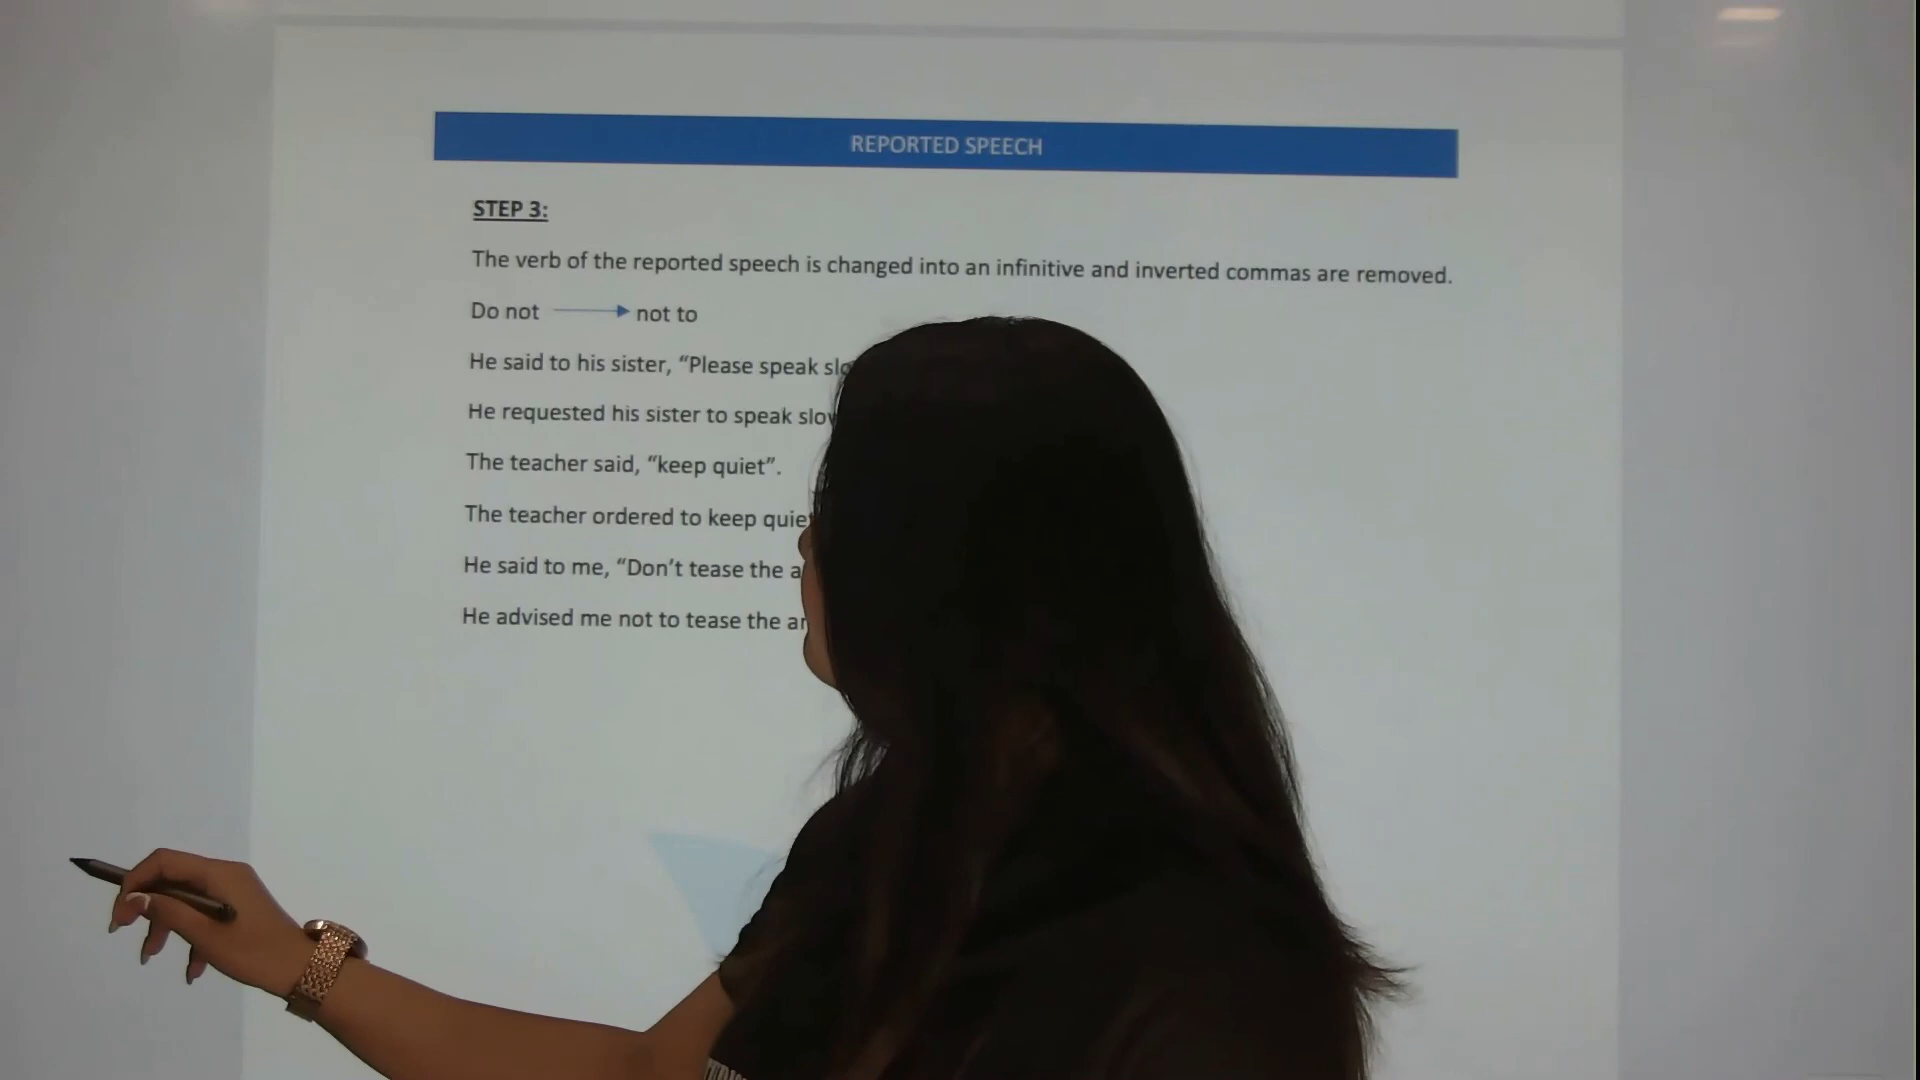 REPORTED SPEECH
STEP 3:
The verb of the reported speech is changed into an infinitive and inverted commas are removed.
Do not not to
He said to his sister, “Please speak
He requested his sister to speak
The teacher said, “keep quiet”.
The teacher ordered to keep quiet
He said to me, “Don’t tease the
He advised me not to tease the